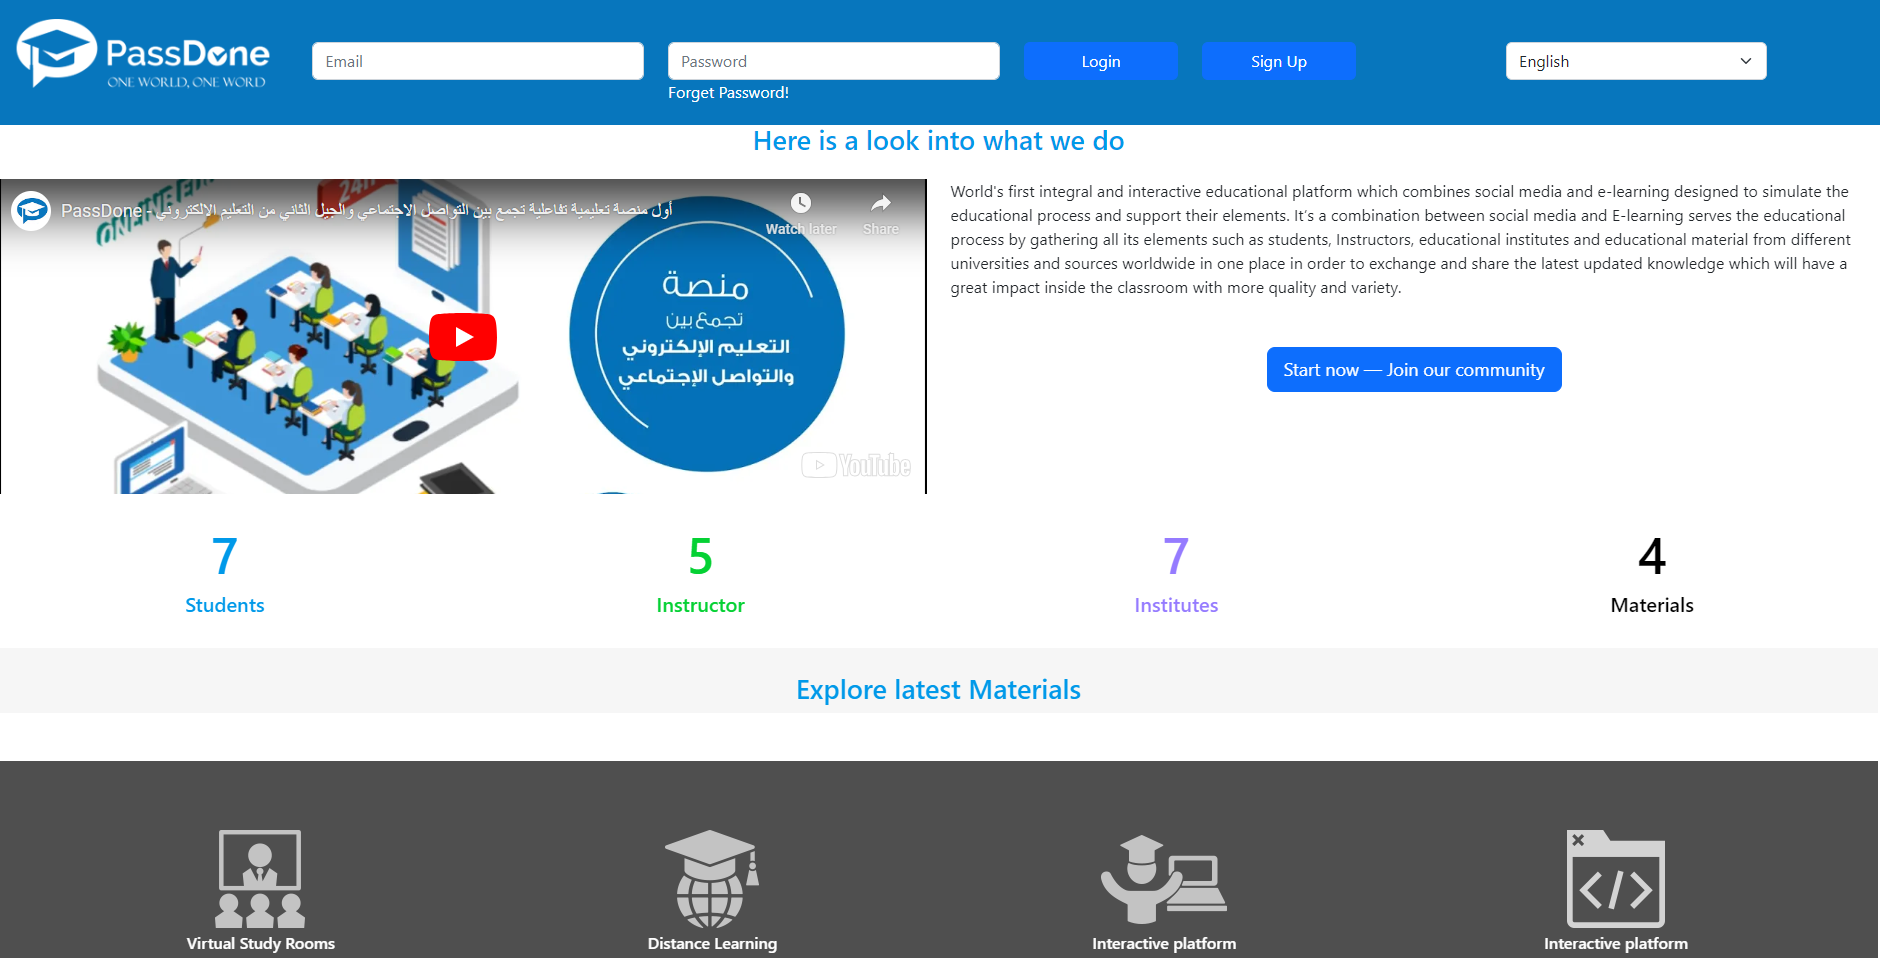 PassDone
ONE WORLD, ONE WORD
Email
Password
Login
Sign Up
English
Forget Password!
Here is a look into what we do
PassDone - أول منصة تعليمية تفاعلية تجمع بين التواصل الاجتماعي والجيل الثاني من التعليم الالكتروني
Watch later
Share
24H
منصة
تجمع بين
التعليم الإلكتروني
والتواصل الإجتماعي
YouTube
World's first integral and interactive educational platform which combines social media and e-learning designed to simulate the
educational process and support their elements. It’s a combination between social media and E-learning serves the educational
process by gathering all its elements such as students, Instructors, educational institutes and educational material from different
universities and sources worldwide in one place in order to exchange and share the latest updated knowledge which will have a
great impact inside the classroom with more quality and variety.
Start now — Join our community
7
Students
5
Instructor
7
Institutes
4
Materials
Explore latest Materials
Virtual Study Rooms
Distance Learning
Interactive platform
Interactive platform